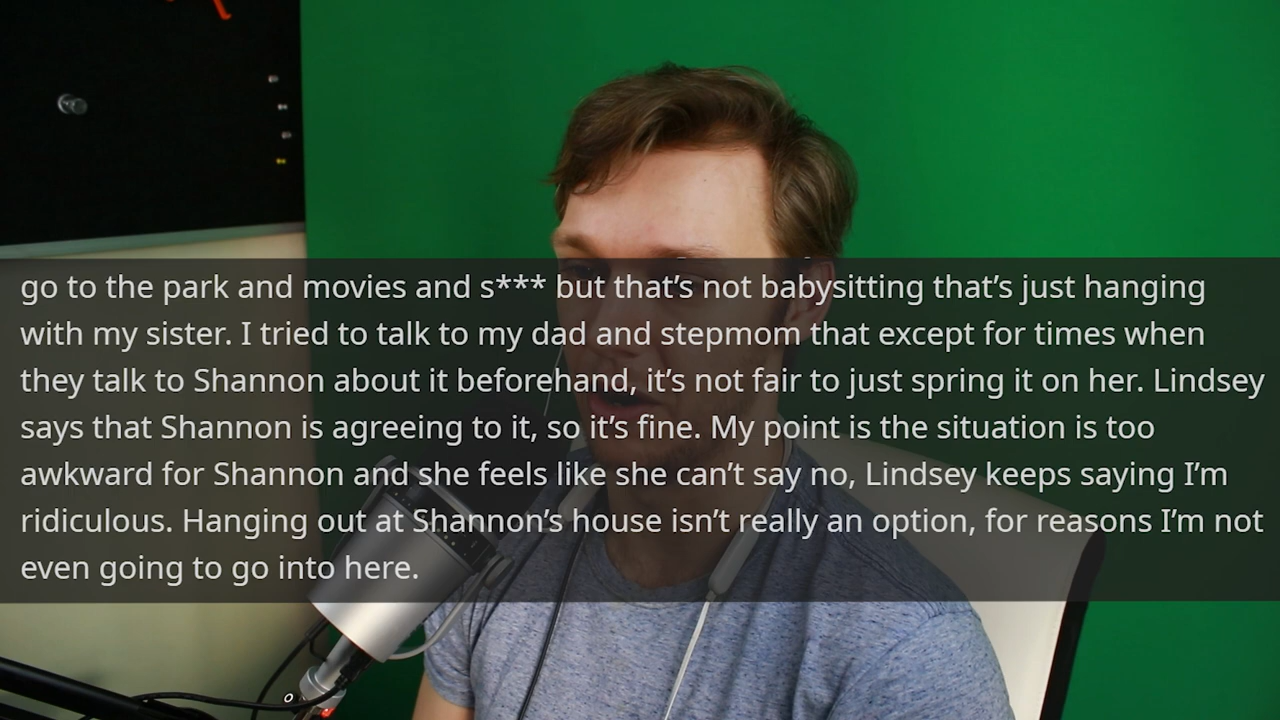 go to the park and movies and s*** but that’s not babysitting that’s just hanging
with my sister. I tried to talk to my dad and stepmom that except for times when
they talk to Shannon about it beforehand, it’s not fair to just spring it on her. Lindsey
says that Shannon is agreeing to it, so it’s fine. My point is the situation is too
awkward for Shannon and she feels like she can’t say no, Lindsey keeps saying I’m
ridiculous. Hanging out at Shannon’s house isn’t really an option, for reasons I’m not
even going to go into here.